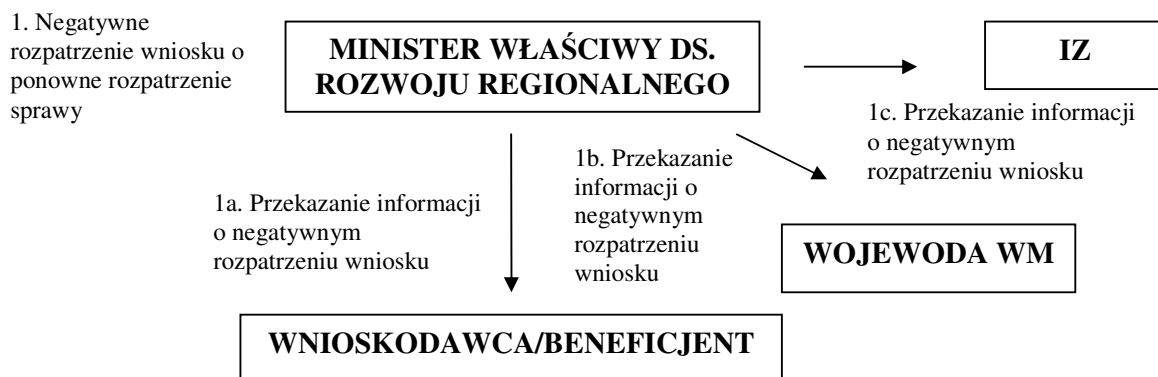 1. Negatywne
rozpatrzenie wniosku o
ponowne rozpatrzenie
sprawy
MINISTER WŁAŚCIWY DS.
ROZWOJU REGIONALNEGO
IZ
1c. Przekazanie informacji
o negatywnym
rozpatrzeniu wniosku
1b. Przekazanie
informacji o
negatywnym
rozpatrzeniu
wniosku
1a. Przekazanie informacji
o negatywnym
rozpatrzeniu wniosku
WOJEWODA WM
WNIOSKODAWCA/BENEFICJENT